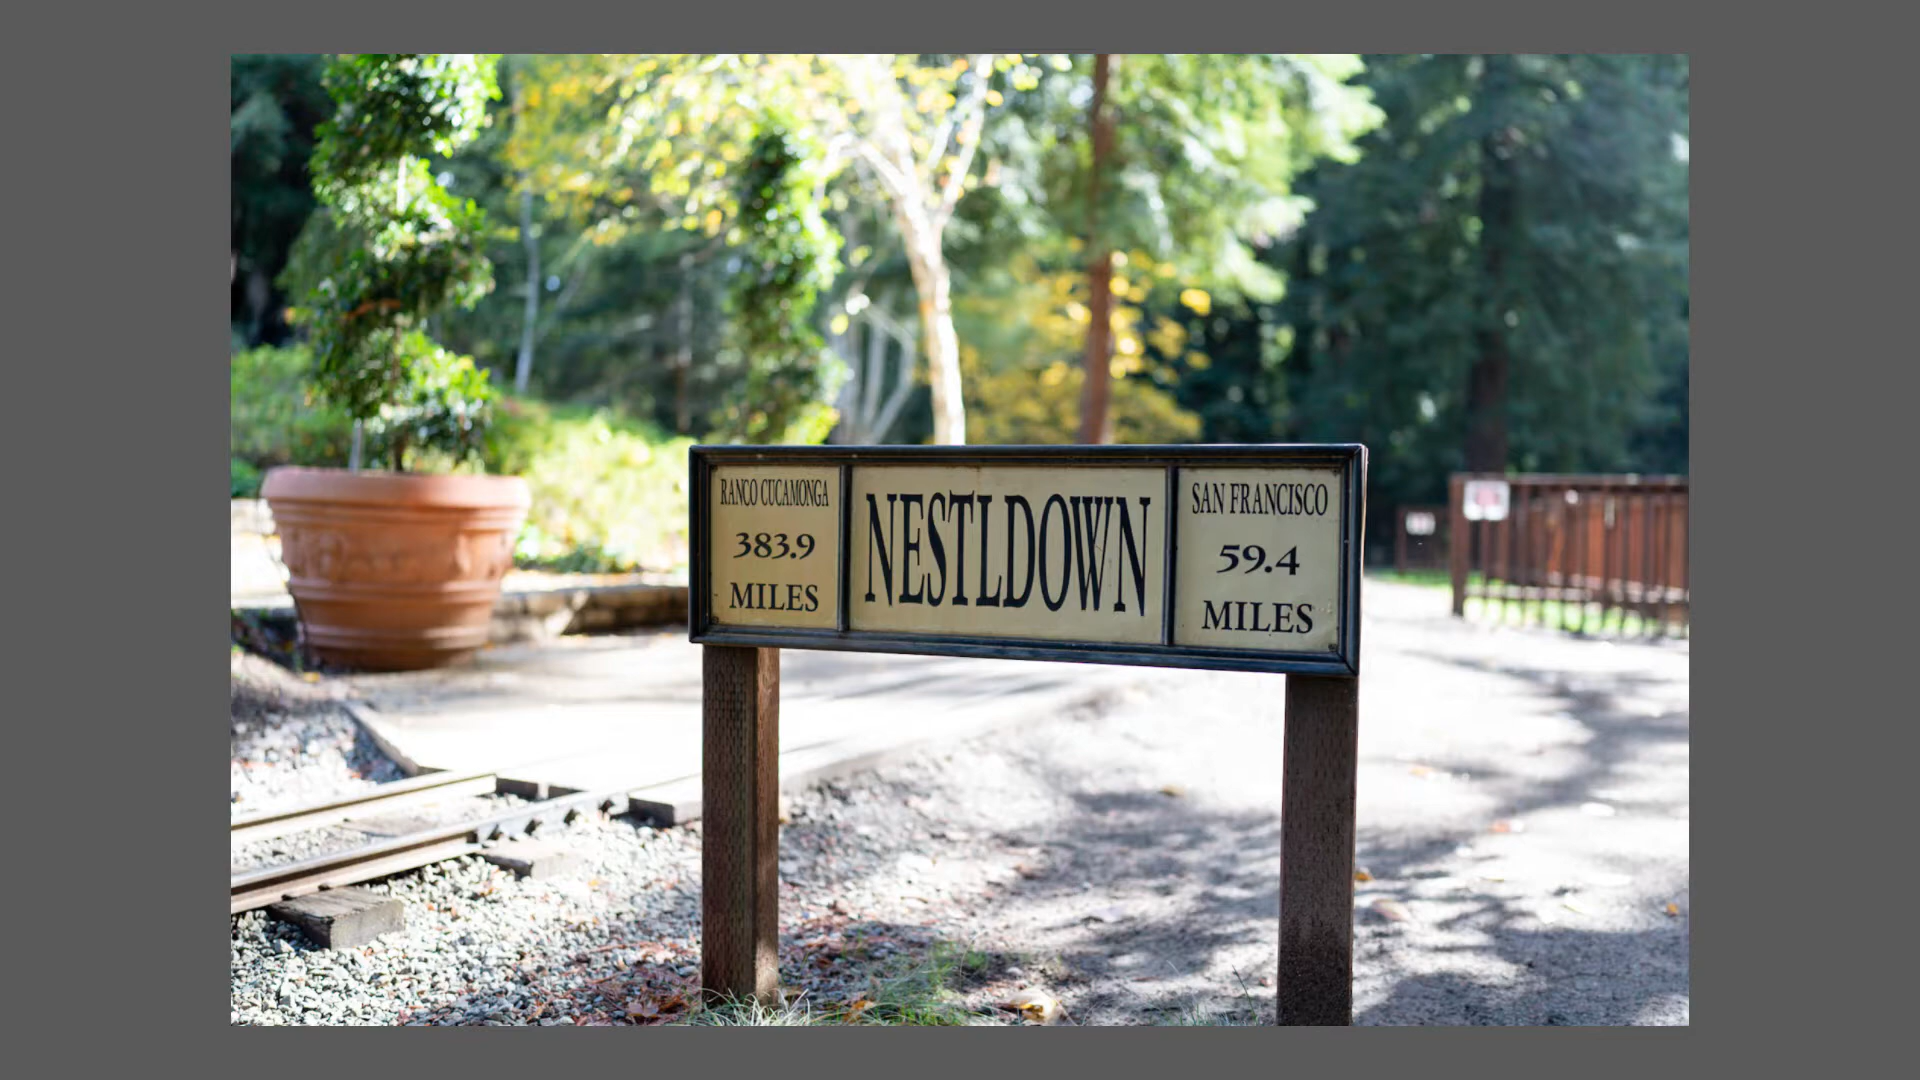 RANCO CUCAMONGA
383.9
MILES
NESTLDOWN
SAN FRANCISCO
59.4
MILES